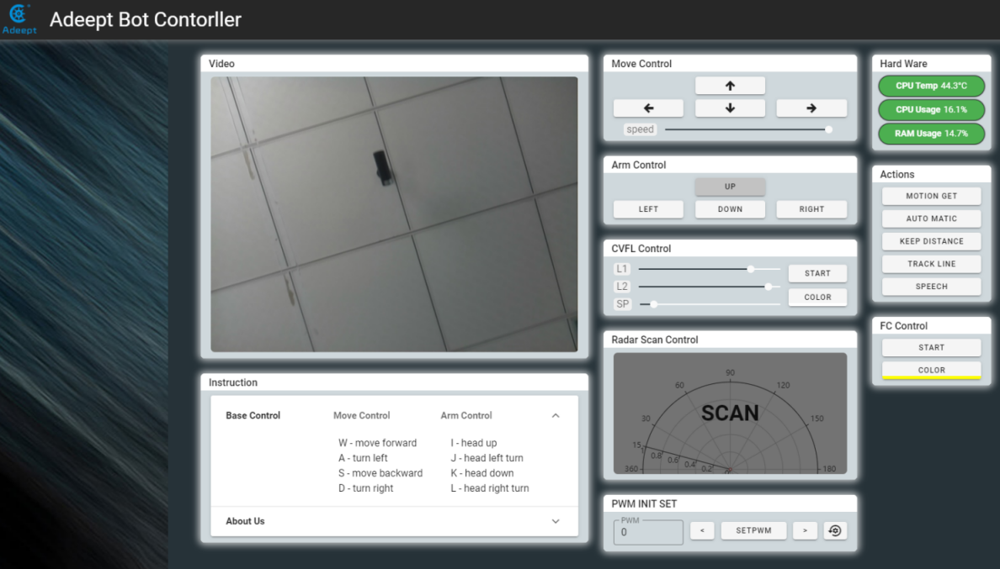 Adeept
Adeept Bot Contorller
Video
Move Control
speed
Arm Control
UP
LEFT
DOWN
RIGHT
CVFL Control
L1
START
L2
COLOR
SP
Radar Scan Control
90
60
120
30
150
SCAN
15
1
0.8
0.6
0.4
0.2
360
180
PWM INIT SET
PWM
0
<
SETPWM
>
Hard Ware
CPU Temp 44.3°C
CPU Usage 16.1%
RAM Usage 14.7%
Actions
MOTION GET
AUTO MATIC
KEEP DISTANCE
TRACK LINE
SPEECH
FC Control
START
COLOR
Instruction
Base Control
Move Control
Arm Control
W - move forward
I - head up
A - turn left
J - head left turn
S - move backward
K - head down
D - turn right
L - head right turn
About Us